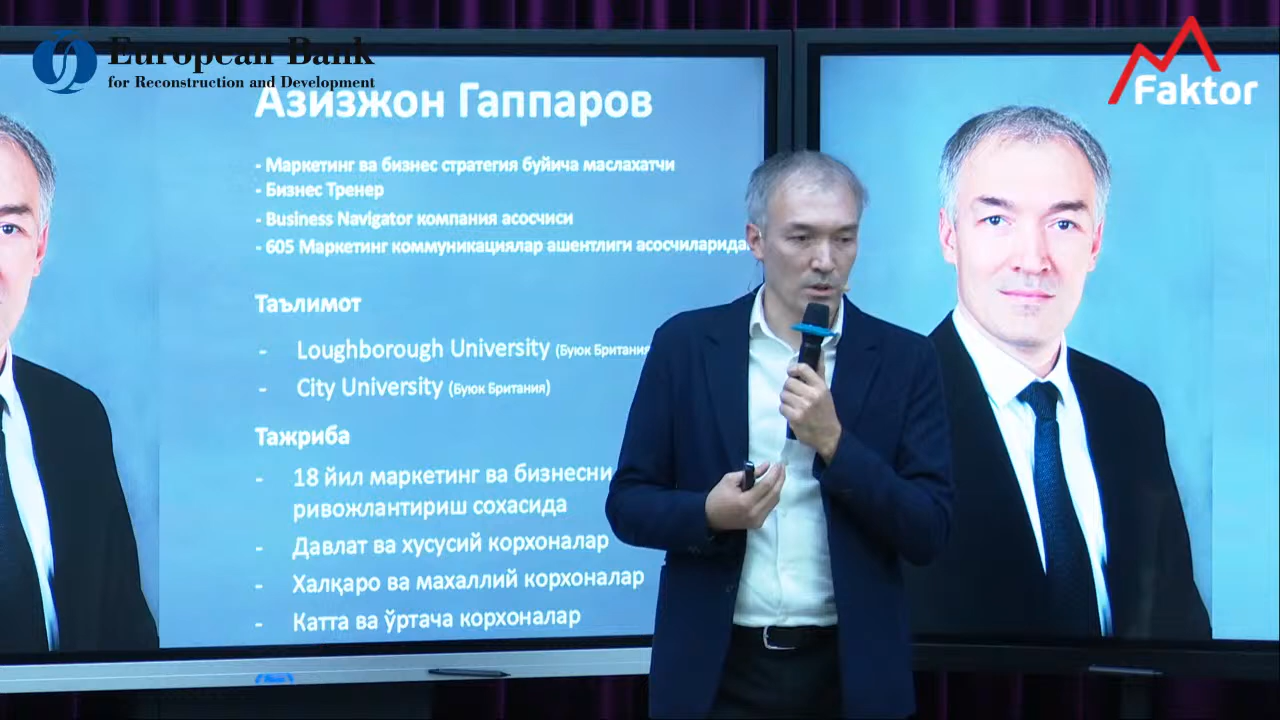 European Bank
for Reconstruction and Development
Faktor
Азизжон Гаппаров
- Маркетинг ва бизнес стратегия буйича маслахатчи
- Бизнес Тренер
- Business Navigator компания асосчиси
- 605 Маркетинг коммуникациялар ашентлиги
Таълимот
- Loughborough University (Буюк Британия
- City University (Буюк Британия)
Тажриба
- 18 йил маркетинг ва бизнесни
ривожлантириш сохасида
- Давлат ва хусусий корхоналар
- Халқаро ва махаллий корхоналар
- Катта ва ўртача корхоналар